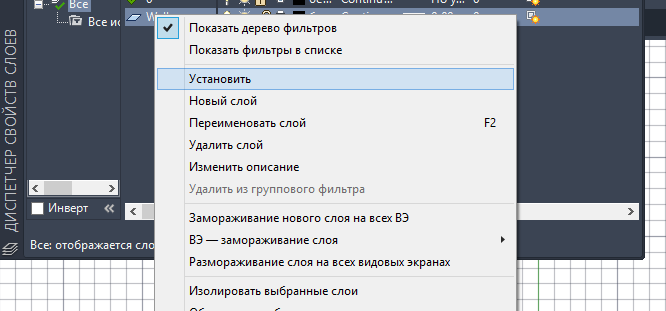 Все
Все ис
0
ДИСПЕТЧЕР СВОЙСТВ СЛОЕВ
Показать дерево фильтров
Показать фильтры в списке
Установить
Новый слой
Переименовать слой F2
Удалить слой
Изменить описание
Удалить из группового фильтра
Инверт
Замораживание нового слоя на всех ВЭ
ВЭ — замораживание слоя
Все: отображается сло
Размораживание слоя на всех видовых экранах
Изолировать выбранные слои